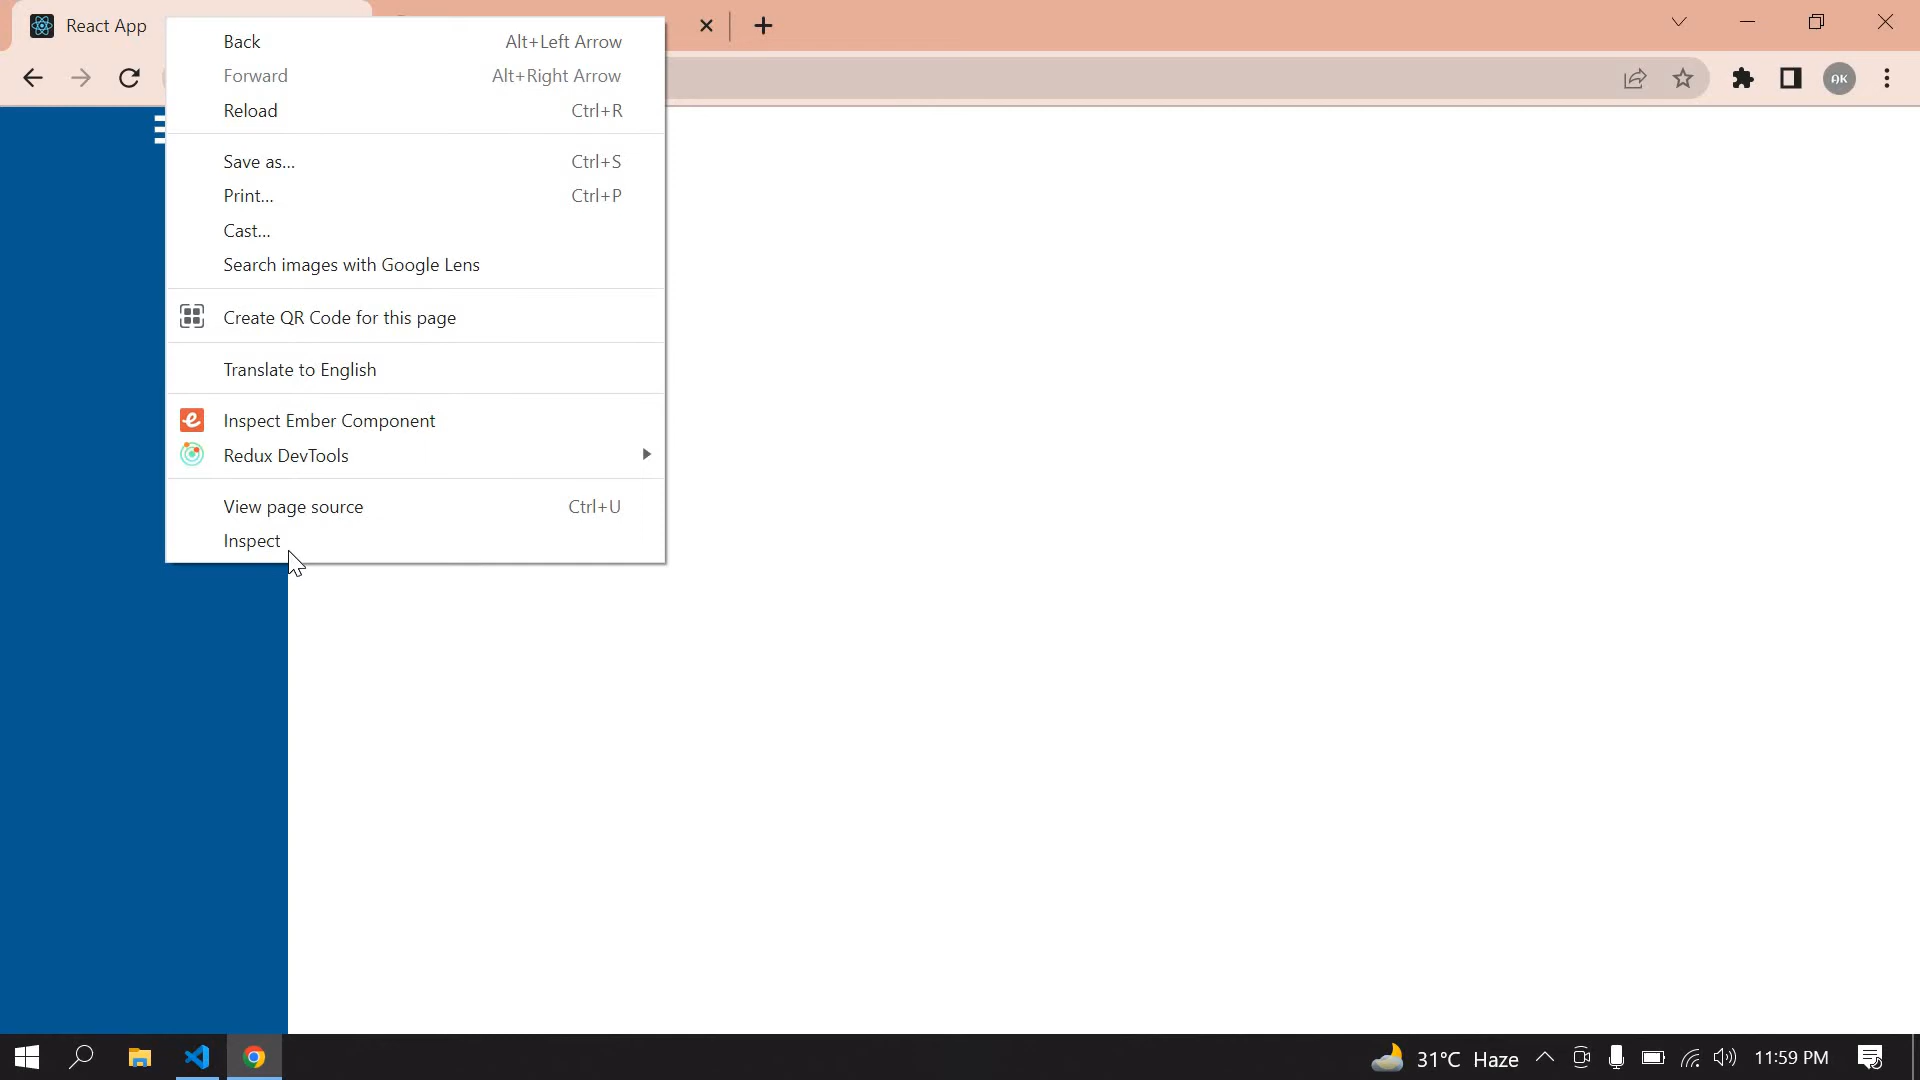 React App
Back Alt+Left Arrow
Forward Alt+Right Arrow
Reload Ctrl+R
Save as... Ctrl+S
Print... Ctrl+P
Cast...
Search images with Google Lens
Create QR Code for this page
Translate to English
Inspect Ember Component
Redux DevTools
View page source Ctrl+U
Inspect
AK
31°C Haze
11:59 PM